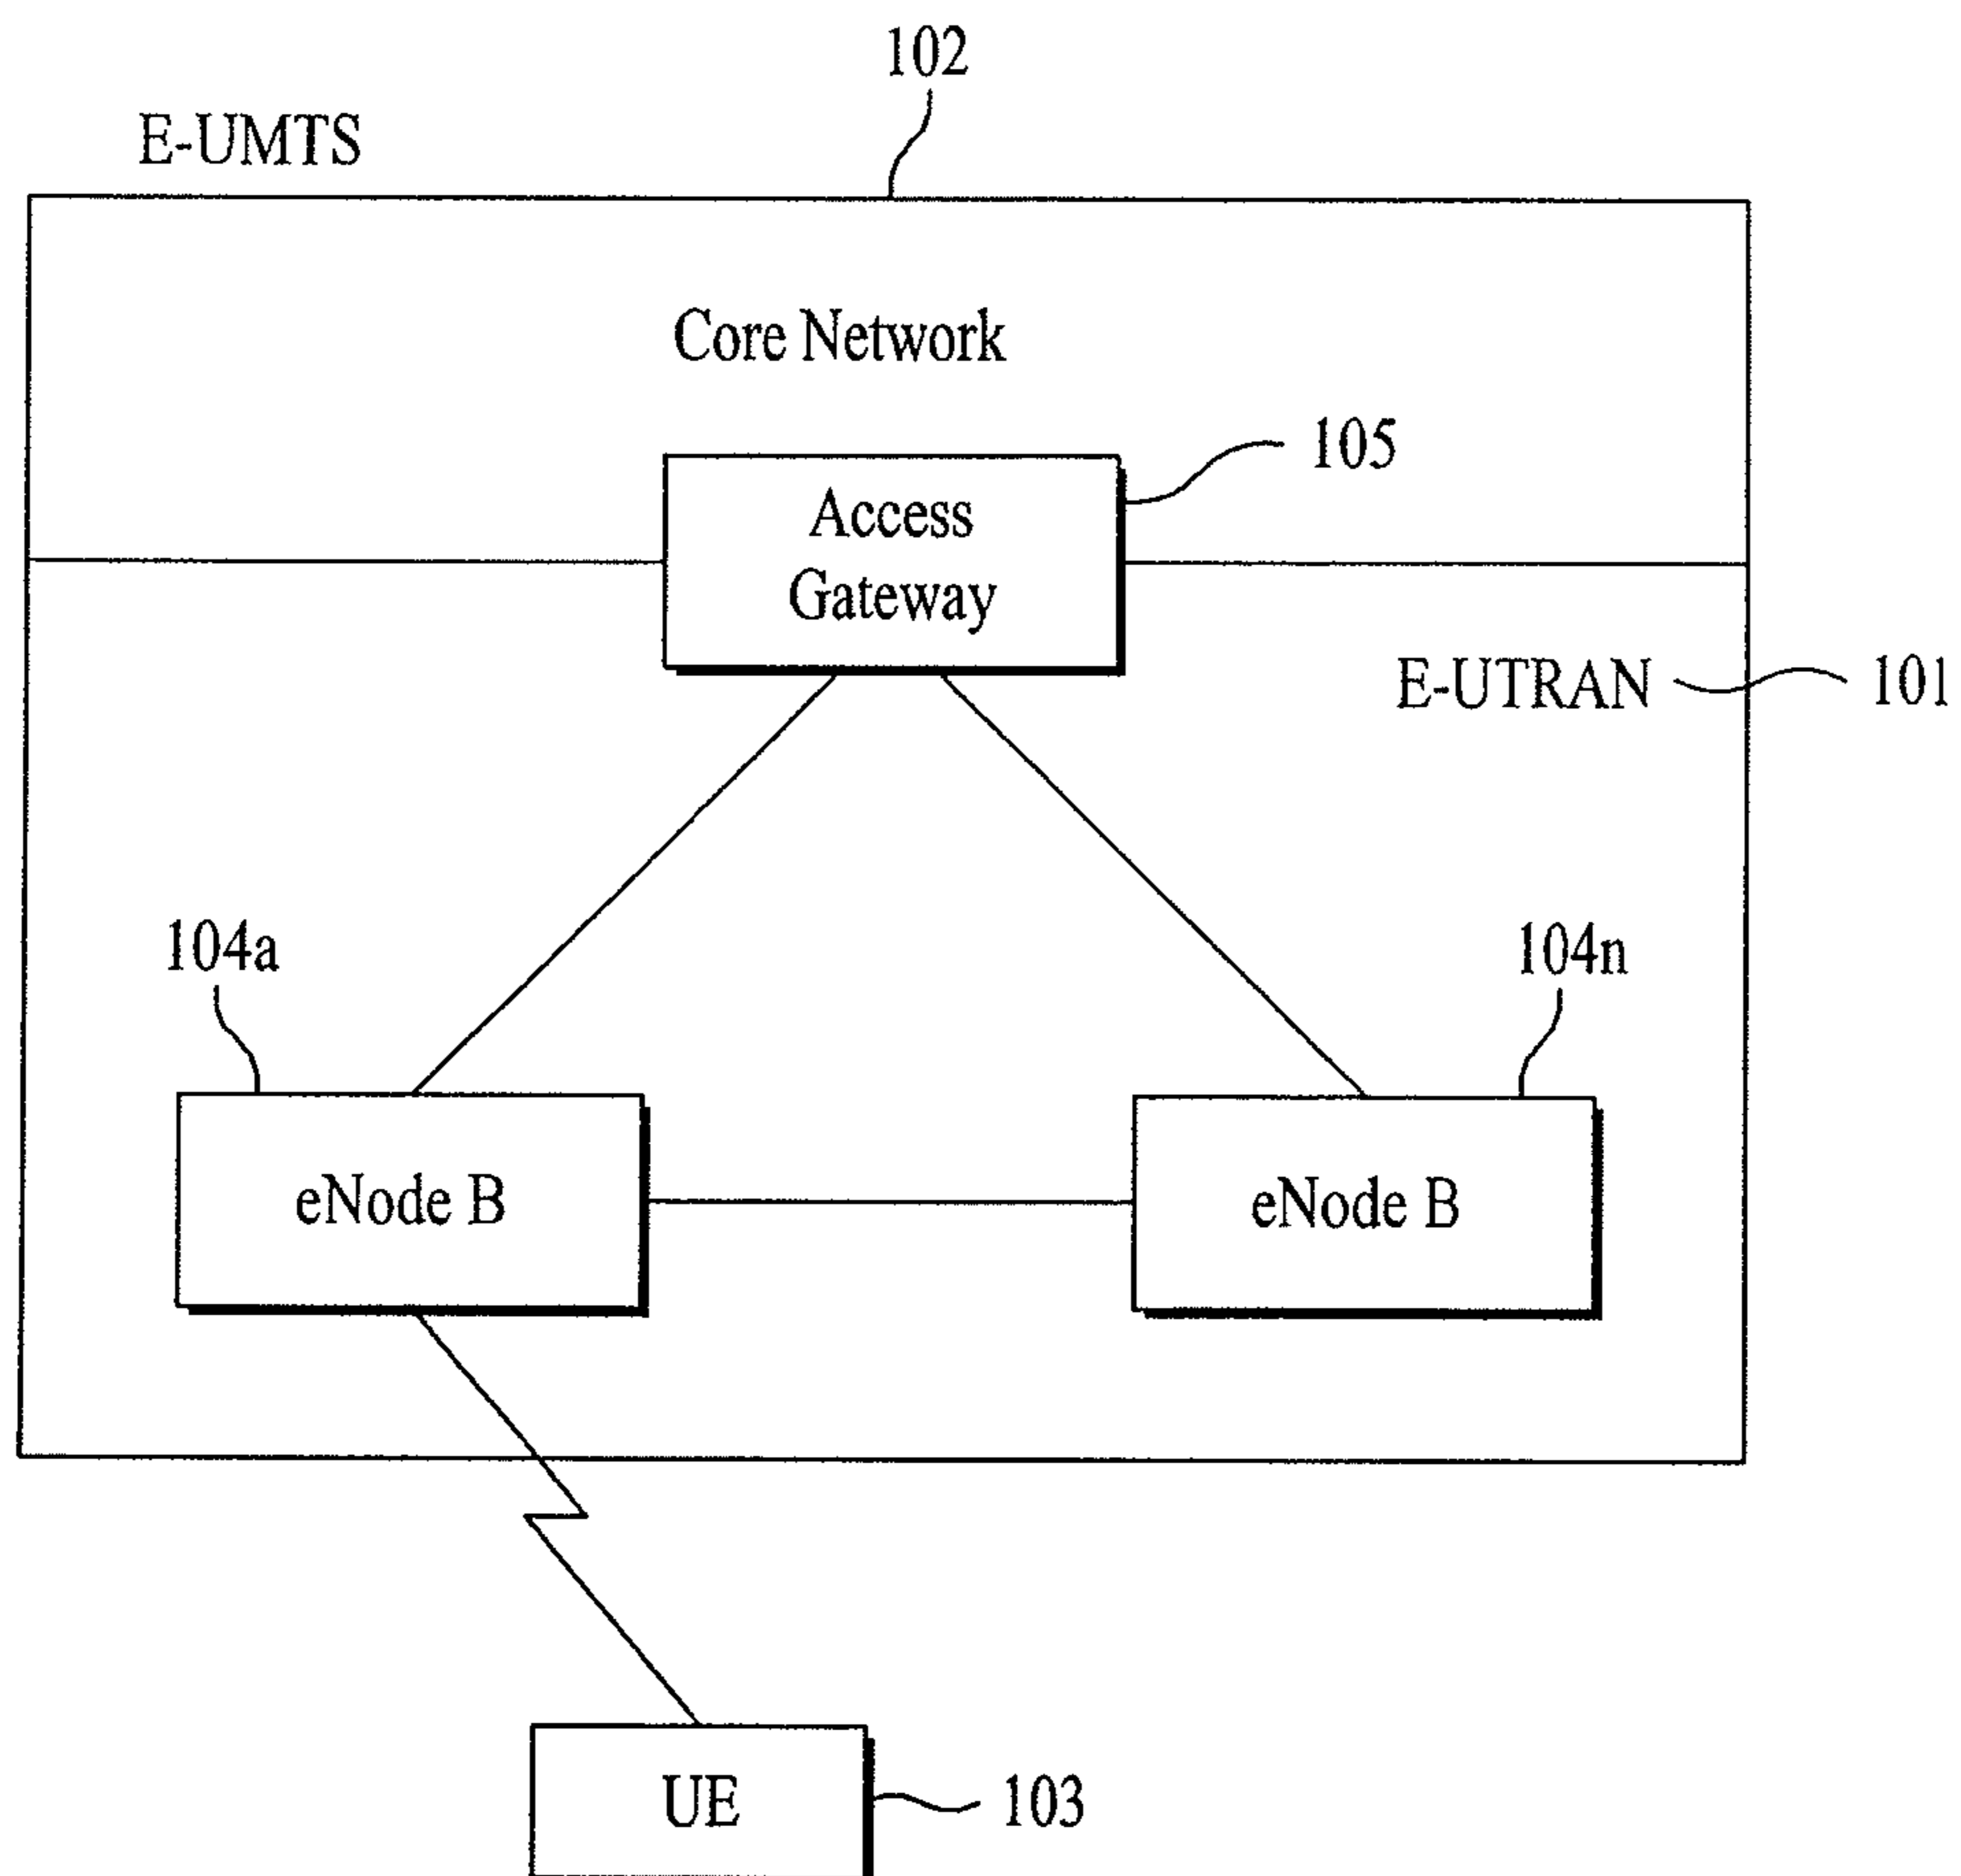 102
E-UMTS
Core Network
105
Access
Gateway
E-UTRAN
101
104a
104n
eNode B
eNode B
UE
103